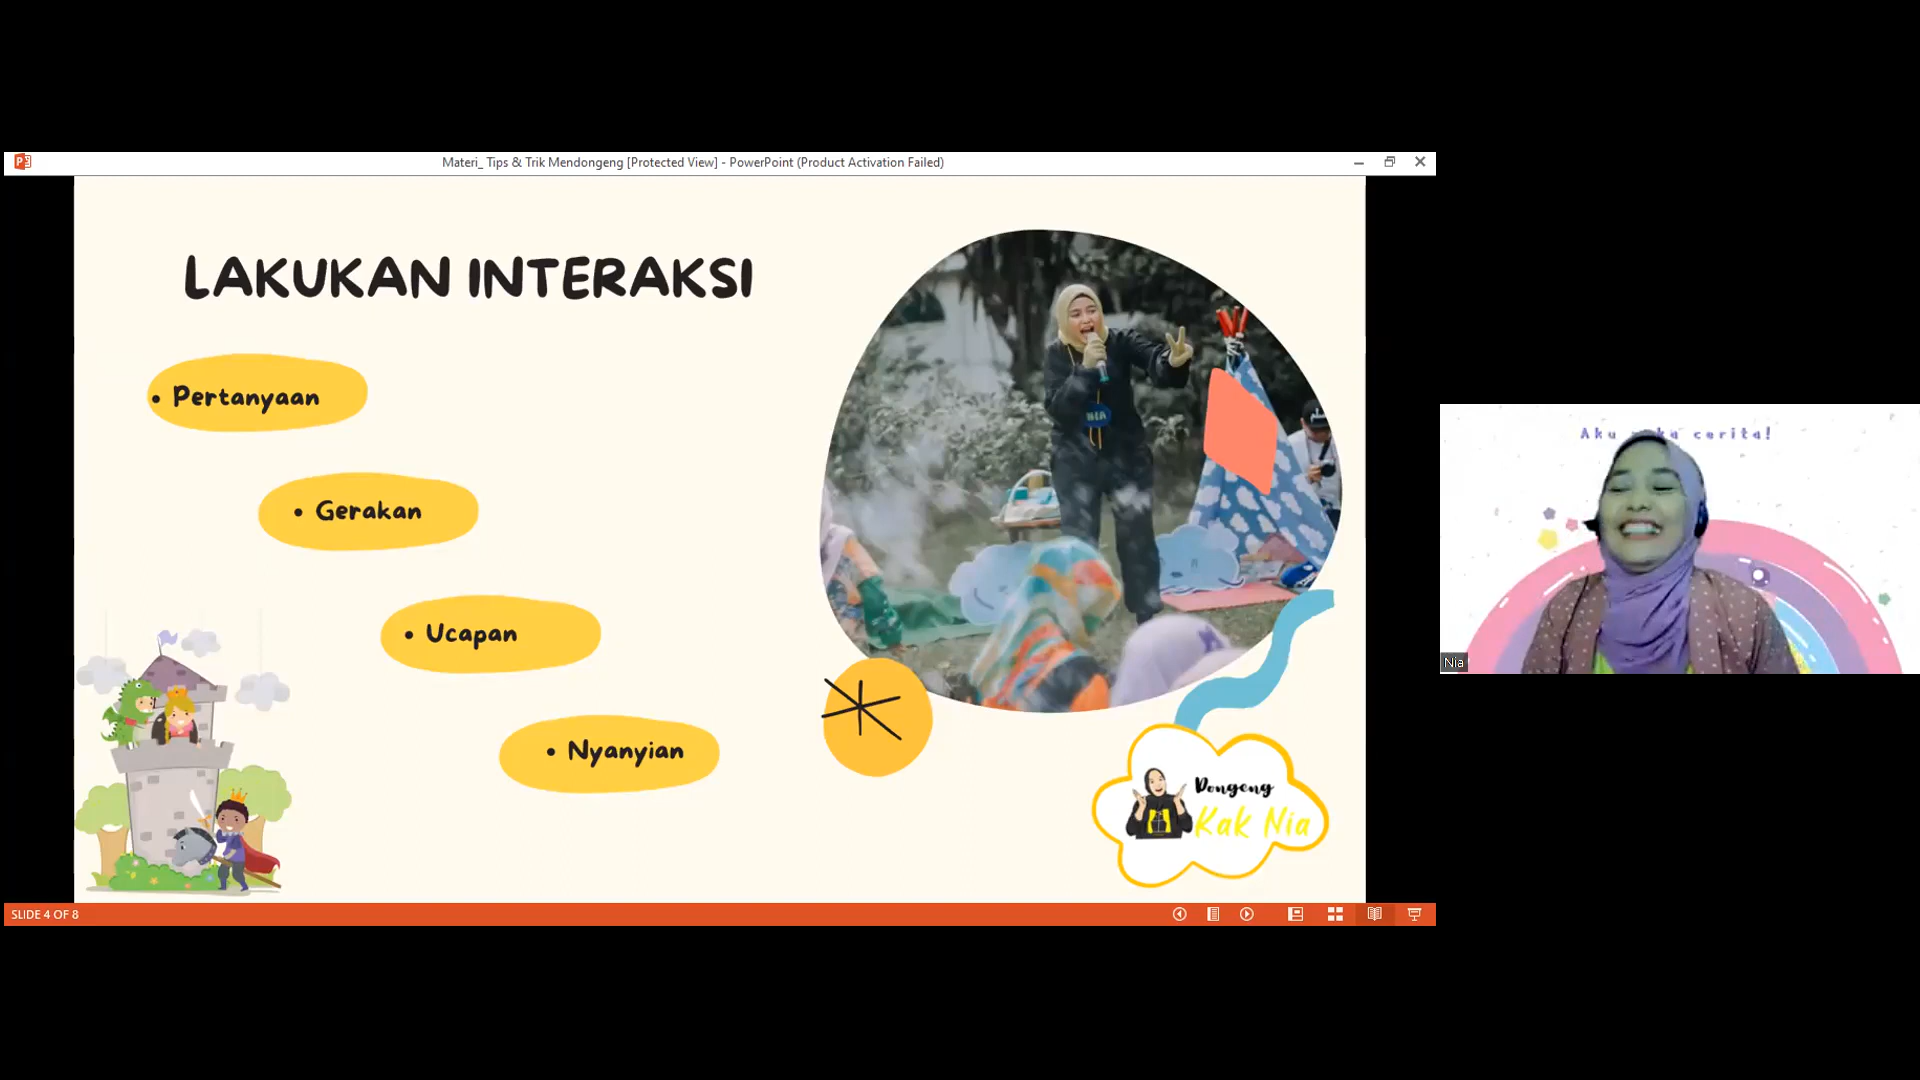 Materi_ Tips & Trik Mendongeng [Protected View] - PowerPoint (Product Activation Failed)
LAKUKAN INTERAKSI
• Pertanyaan
• Gerakan
• Ucapan
• Nyanyian
NIA
Dongeng
Kak Nia
SLIDE 4 OF 8
Aku cerita!
Nia